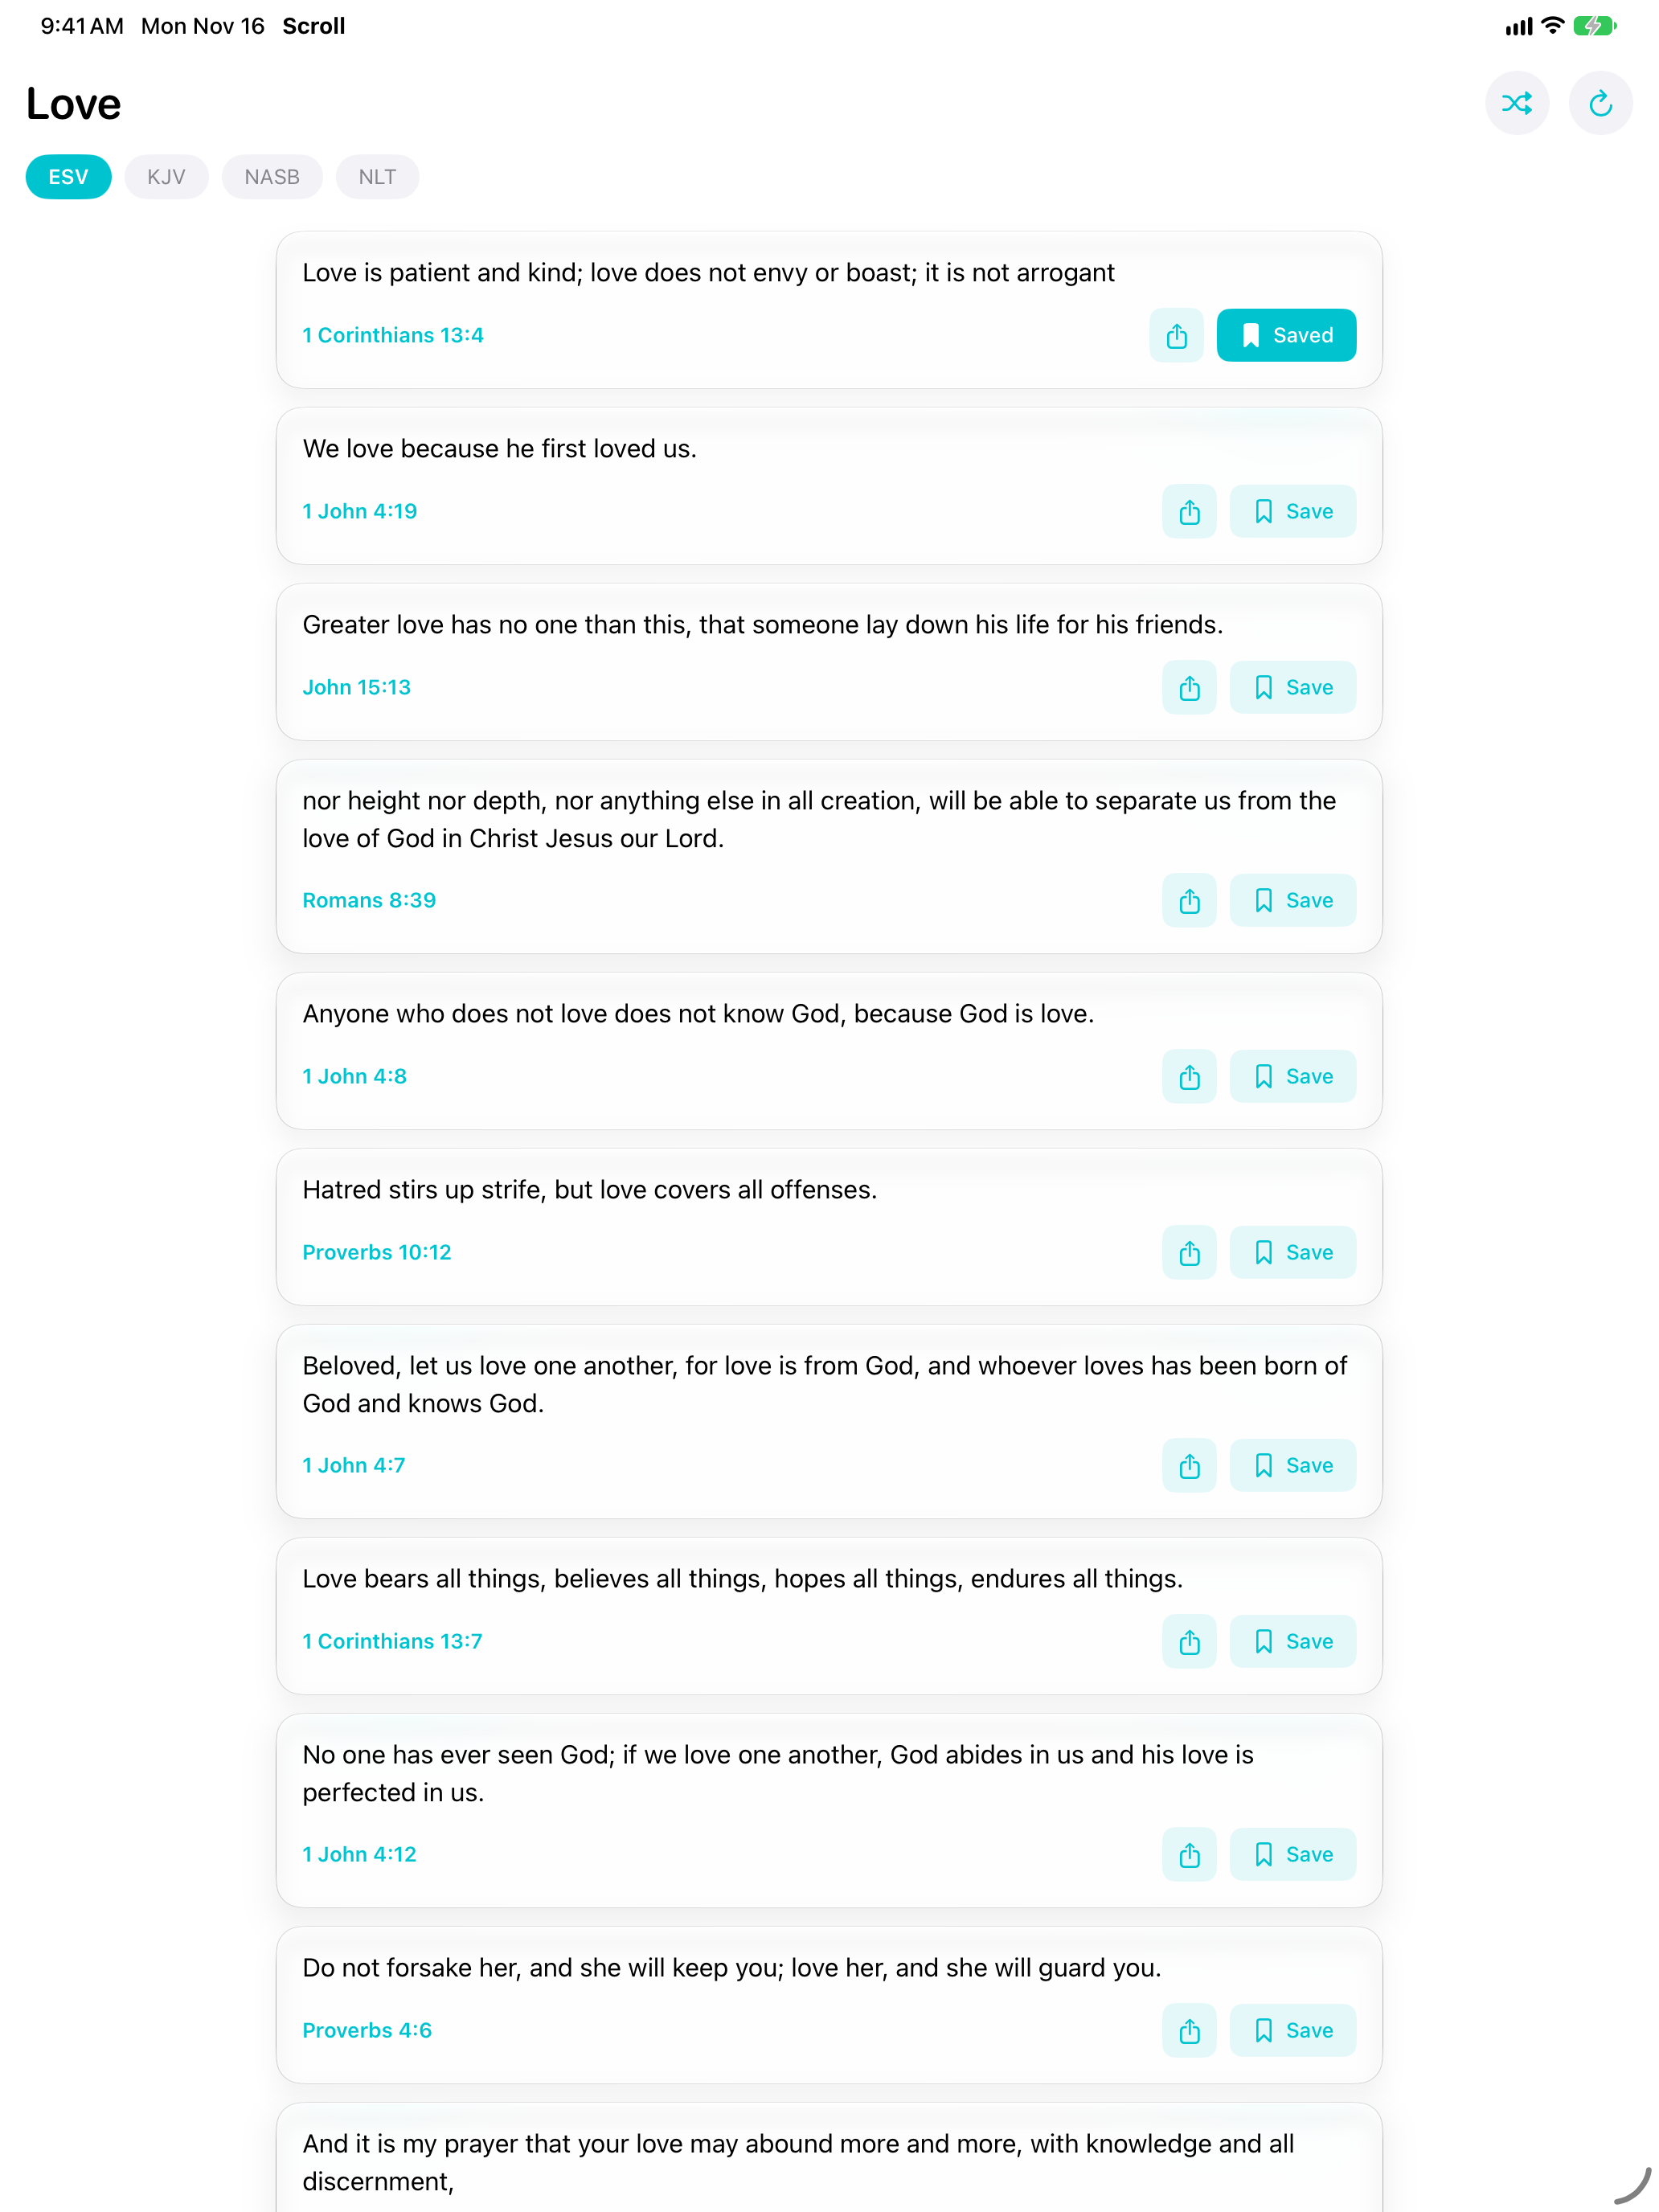 9:41 AM Mon Nov 16 Scroll
Love
ESV KJV NASB NLT
Love is patient and kind; love does not envy or boast; it is not arrogant
1 Corinthians 13:4 Saved
We love because he first loved us.
1 John 4:19 Save
Greater love has no one than this, that someone lay down his life for his friends.
John 15:13 Save
nor height nor depth, nor anything else in all creation, will be able to separate us from the
love of God in Christ Jesus our Lord.
Romans 8:39 Save
Anyone who does not love does not know God, because God is love.
1 John 4:8 Save
Hatred stirs up strife, but love covers all offenses.
Proverbs 10:12 Save
Beloved, let us love one another, for love is from God, and whoever loves has been born of
God and knows God.
1 John 4:7 Save
Love bears all things, believes all things, hopes all things, endures all things.
1 Corinthians 13:7 Save
No one has ever seen God; if we love one another, God abides in us and his love is
perfected in us.
1 John 4:12 Save
Do not forsake her, and she will keep you; love her, and she will guard you.
Proverbs 4:6 Save
And it is my prayer that your love may abound more and more, with knowledge and all
discernment,